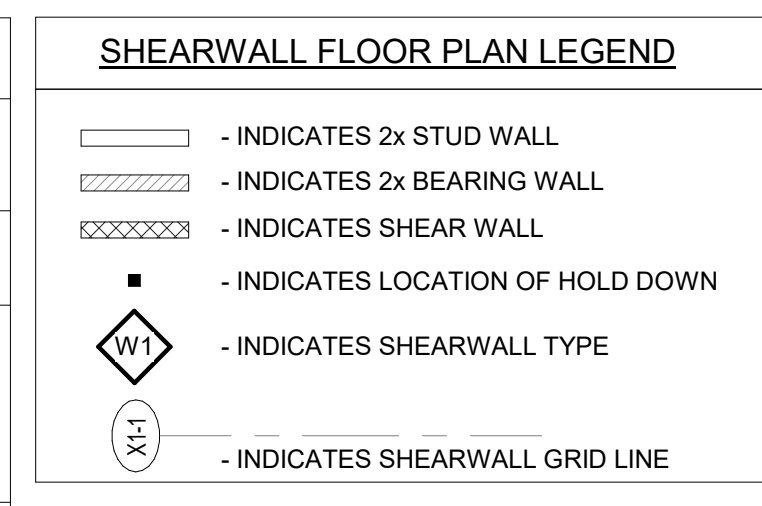 SHEARWALL FLOOR PLAN LEGEND
- INDICATES 2x STUD WALL
- INDICATES 2x BEARING WALL
- INDICATES SHEAR WALL
- INDICATES LOCATION OF HOLD DOWN
W1 - INDICATES SHEARWALL TYPE
X1-1
- INDICATES SHEARWALL GRID LINE